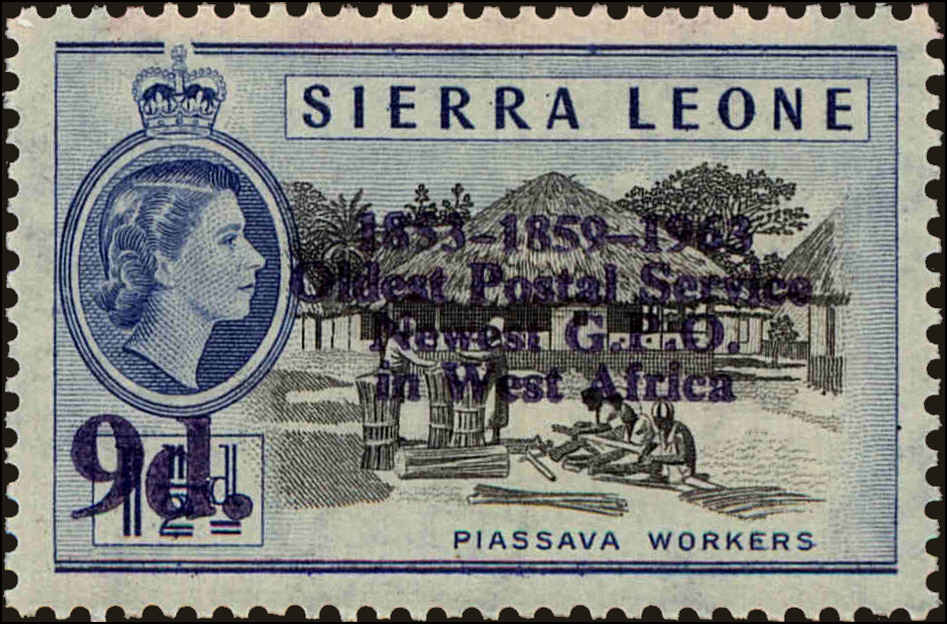 SIERRA LEONE
1853-1859-1963
Oldest Postal Service
Newest G.P.O.
in West Africa
9d.
PIASSAVA WORKERS